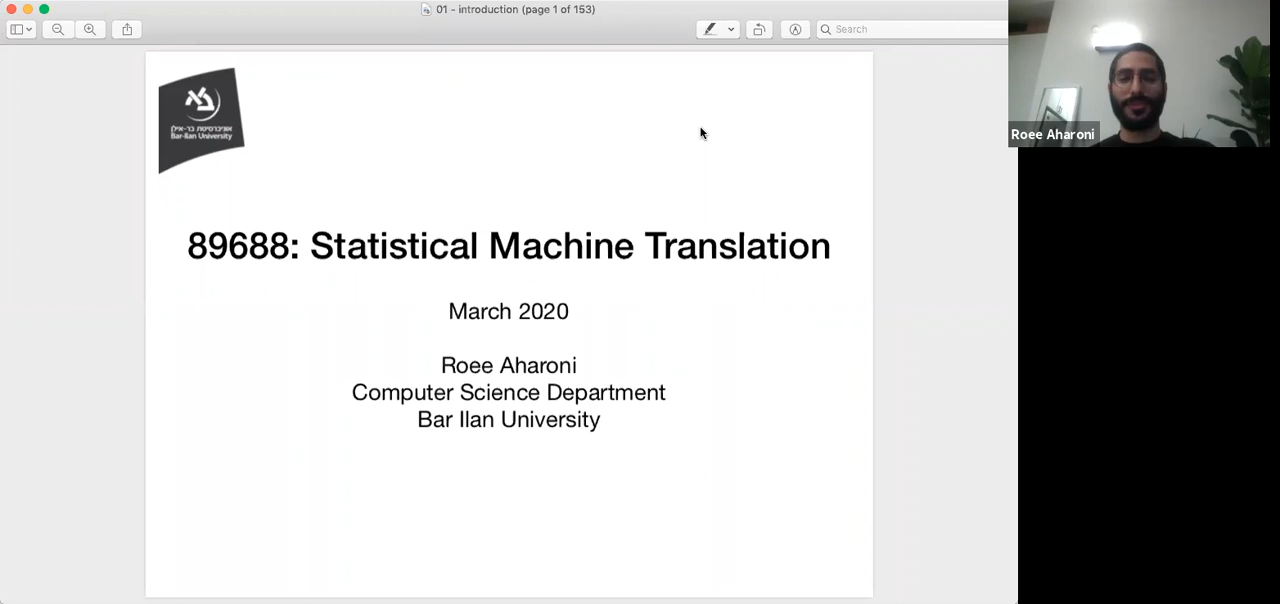 01 - introduction (page 1 of 153)
Search
Roee Aharoni
אוניברסיטת בר-אילן
Bar-Ilan University
89688: Statistical Machine Translation
March 2020
Roee Aharoni
Computer Science Department
Bar Ilan University